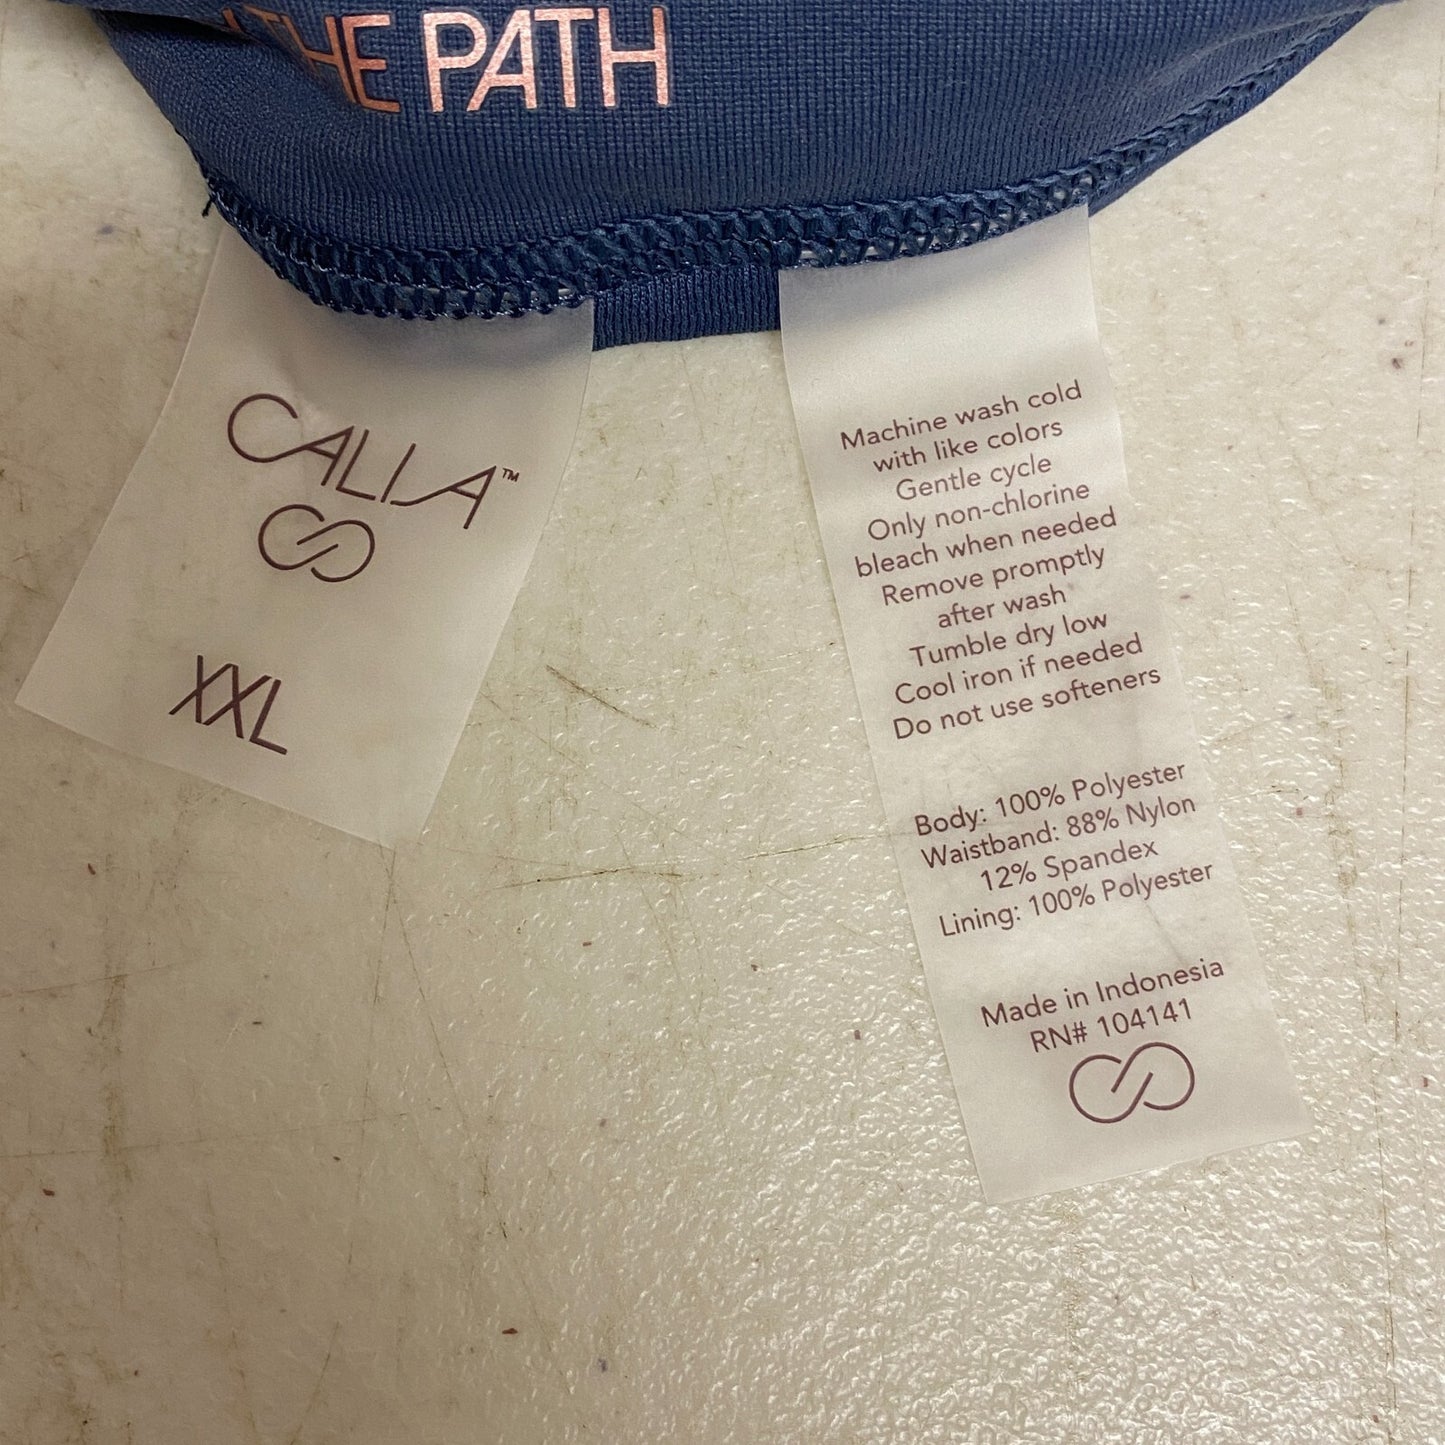 THE PATH
CALIA™
XXL
Machine wash cold
with like colors
Gentle cycle
Only non-chlorine
bleach when needed
Remove promptly
after wash
Tumble dry low
Cool iron if needed
Do not use softeners
Body: 100% Polyester
Waistband: 88% Nylon
12% Spandex
Lining: 100% Polyester
Made in Indonesia
RN# 104141